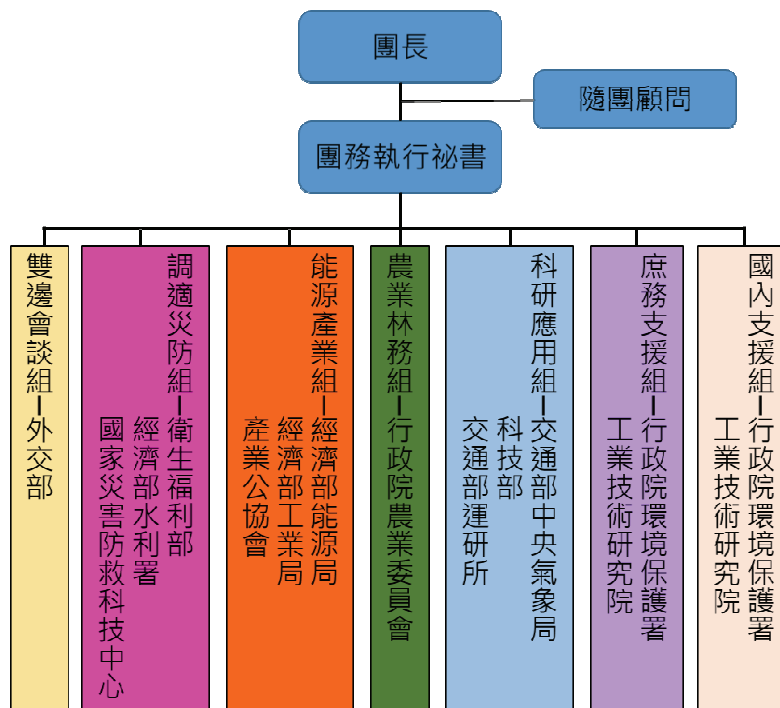 團長
隨團顧問
團務執行祕書
雙邊會談組－外交部
調適災防組－衛生福利部
經濟部水利署
國家災害防救科技中心
能源產業組－經濟部能源局
經濟部工業局
產業公協會
農業林務組－行政院農業委員會
科研應用組－交通部中央氣象局
科技部
交通部運研所
庶務支援組－行政院環境保護署
工業技術研究院
國內支援組－行政院環境保護署
工業技術研究院